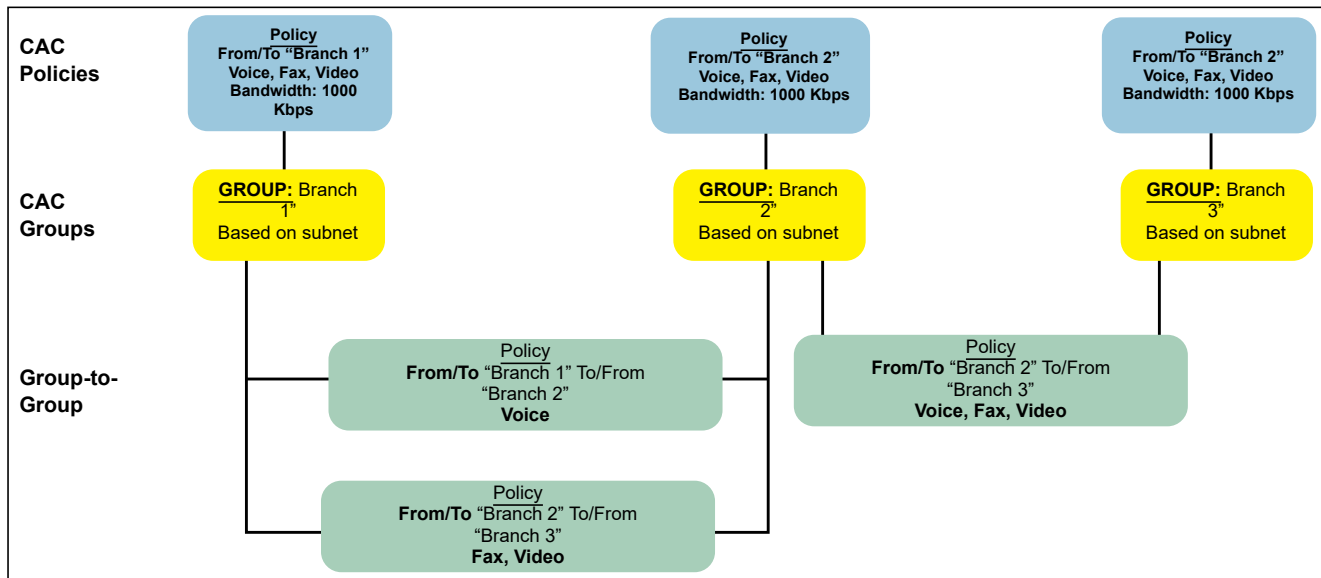 CAC
Policies
Policy
From/To “Branch 1”
Voice, Fax, Video
Bandwidth: 1000
Kbps
Policy
From/To “Branch 2”
Voice, Fax, Video
Bandwidth: 1000 Kbps
Policy
From/To “Branch 2”
Voice, Fax, Video
Bandwidth: 1000 Kbps
CAC
Groups
GROUP: Branch
1”
Based on subnet
GROUP: Branch
2”
Based on subnet
GROUP: Branch
3”
Based on subnet
Group-to-
Group
Policy
From/To “Branch 1” To/From
“Branch 2”
Voice
Policy
From/To “Branch 2” To/From
“Branch 3”
Voice, Fax, Video
Policy
From/To “Branch 2” To/From
“Branch 3”
Fax, Video